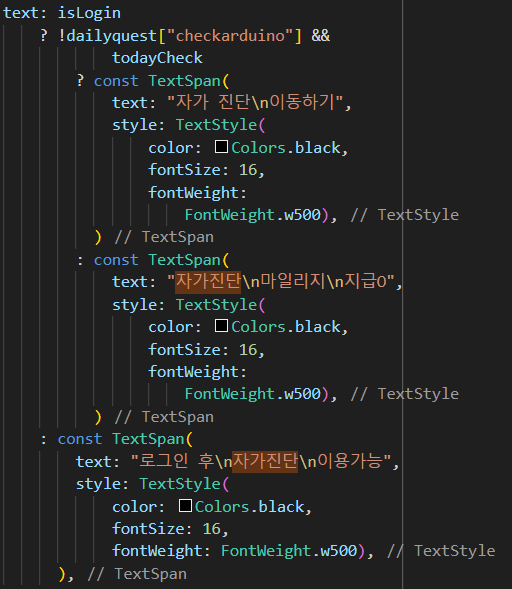 text: isLogin
? !dailyquest["checkarduino"] &&
todayCheck
? const TextSpan(
text: "자가 진단\n이동하기",
style: TextStyle(
color: Colors.black,
fontSize: 16,
fontWeight:
FontWeight.w500), // TextStyle
) // TextSpan
: const TextSpan(
text: "자가진단\n마일리지\n지급O",
style: TextStyle(
color: Colors.black,
fontSize: 16,
fontWeight:
FontWeight.w500), // TextStyle
) // TextSpan
: const TextSpan(
text: "로그인 후\n자가진단\n이용가능",
style: TextStyle(
color: Colors.black,
fontSize: 16,
fontWeight: FontWeight.w500), // TextStyle
), // TextSpan